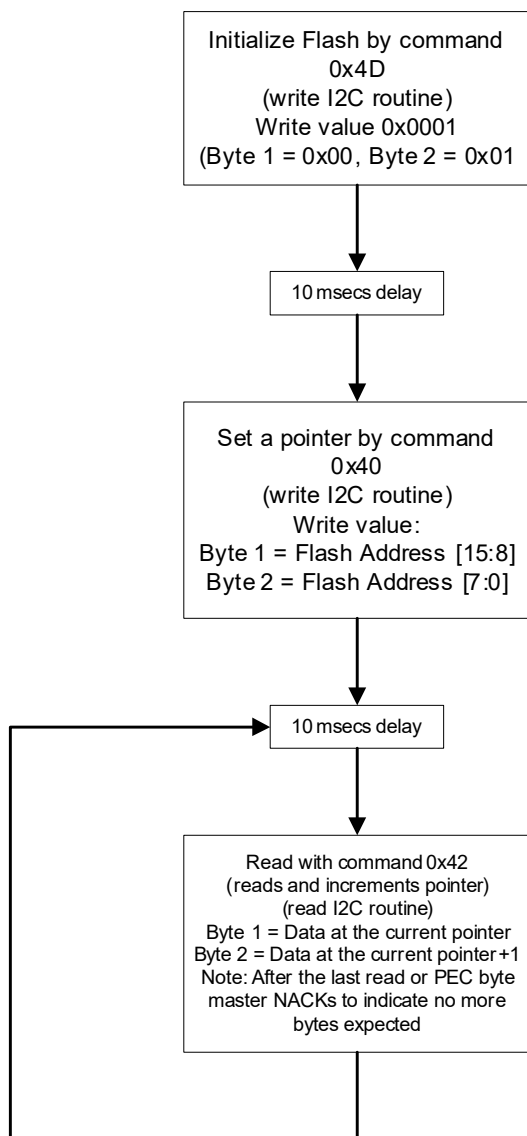 Initialize Flash by command
0x4D
(write I2C routine)
Write value 0x0001
(Byte 1 = 0x00, Byte 2 = 0x01
10 msecs delay
Set a pointer by command
0x40
(write I2C routine)
Write value:
Byte 1 = Flash Address [15:8]
Byte 2 = Flash Address [7:0]
10 msecs delay
Read with command 0x42
(reads and increments pointer)
(read I2C routine)
Byte 1 = Data at the current pointer
Byte 2 = Data at the current pointer+1
Note: After the last read or PEC byte
master NACKs to indicate no more
bytes expected